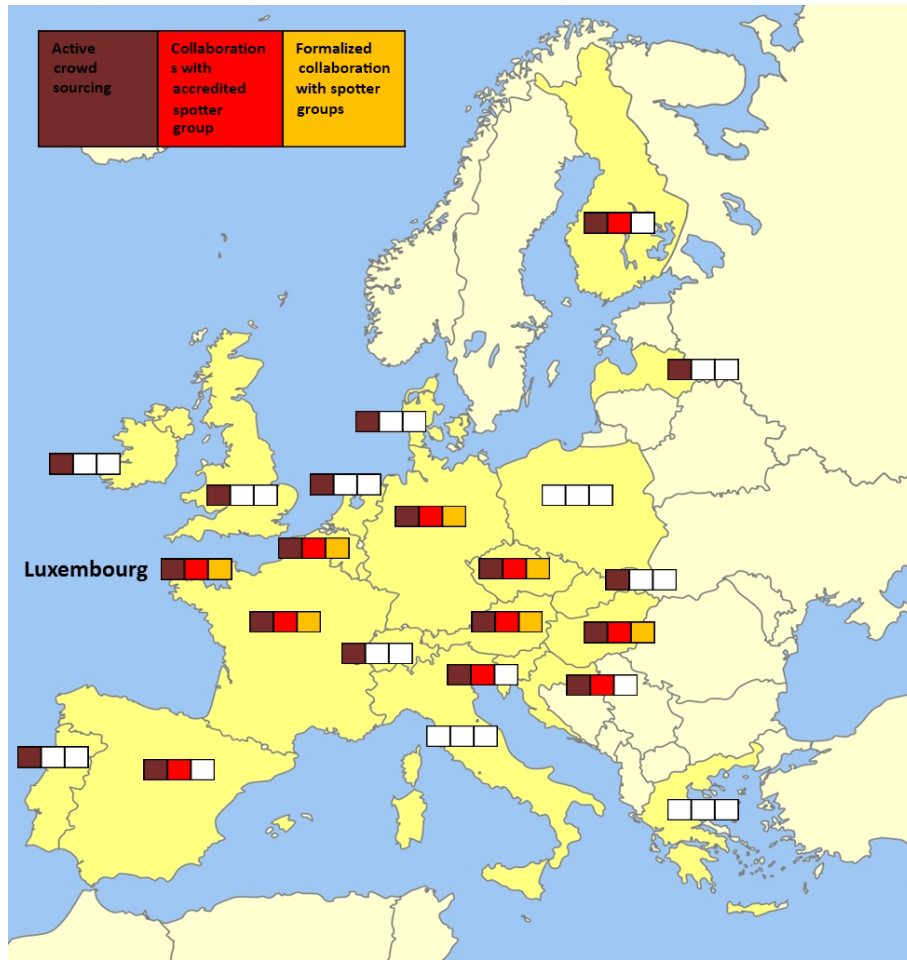 Active
crowd
sourcing
Collaboration
s with
accredited
spotter
group
Formalized
collaboration
with spotter
groups
Luxembourg